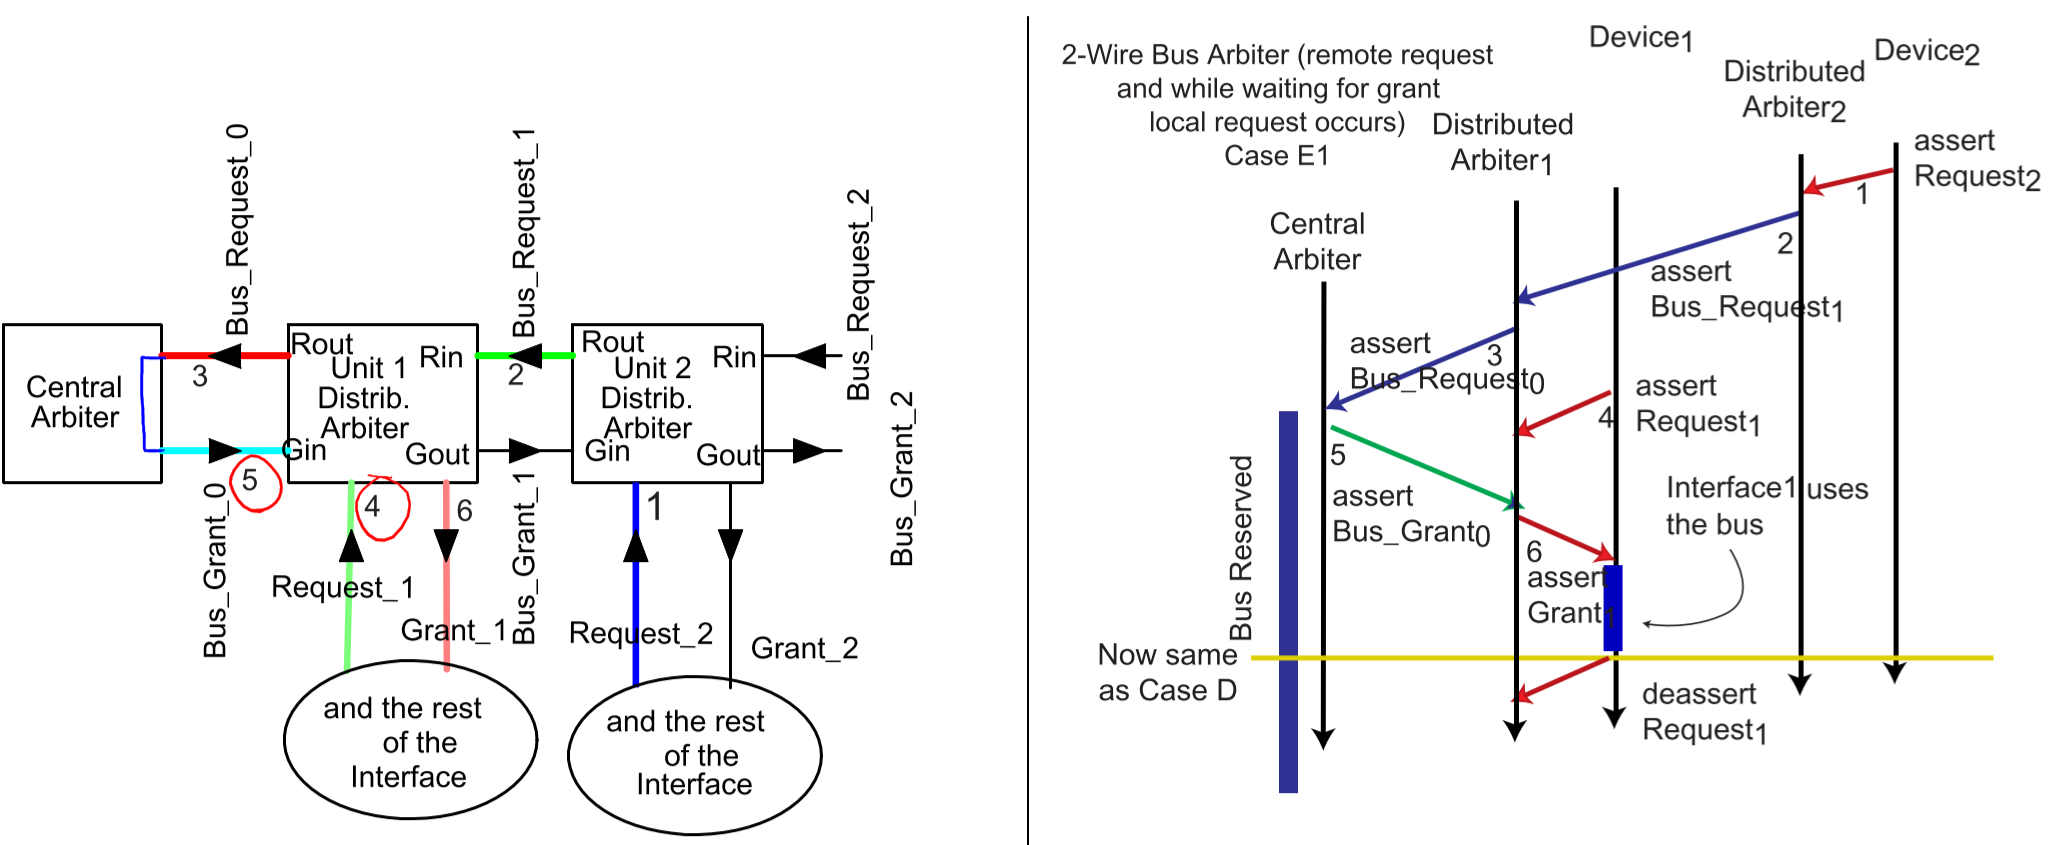 Bus_Request_0
Bus_Request_1
Bus_Request_2
Rout
Rin
Unit 1
Distrib.
Arbiter
Gin
Gout
Rout
Rin
Unit 2
Distrib.
Arbiter
Gin
Gout
Central
Arbiter
3
2
5
4
6
1
Bus_Grant_0
Bus_Grant_1
Bus_Grant_2
Request_1
Grant_1
Request_2
Grant_2
and the rest
of the
Interface
and the rest
of the
Interface
2-Wire Bus Arbiter (remote request
and while waiting for grant
local request occurs)
Case E1
Device1
Device2
Distributed
Arbiter2
Distributed
Arbiter1
Central
Arbiter
assert
Request2
1
2
assert
Bus_Request1
assert
3
Bus_Request0
assert
Request1
4
5
assert
Bus_Grant0
Interface1 uses
the bus
6
assert
Grant1
Bus Reserved
Now same
as Case D
deassert
Request1